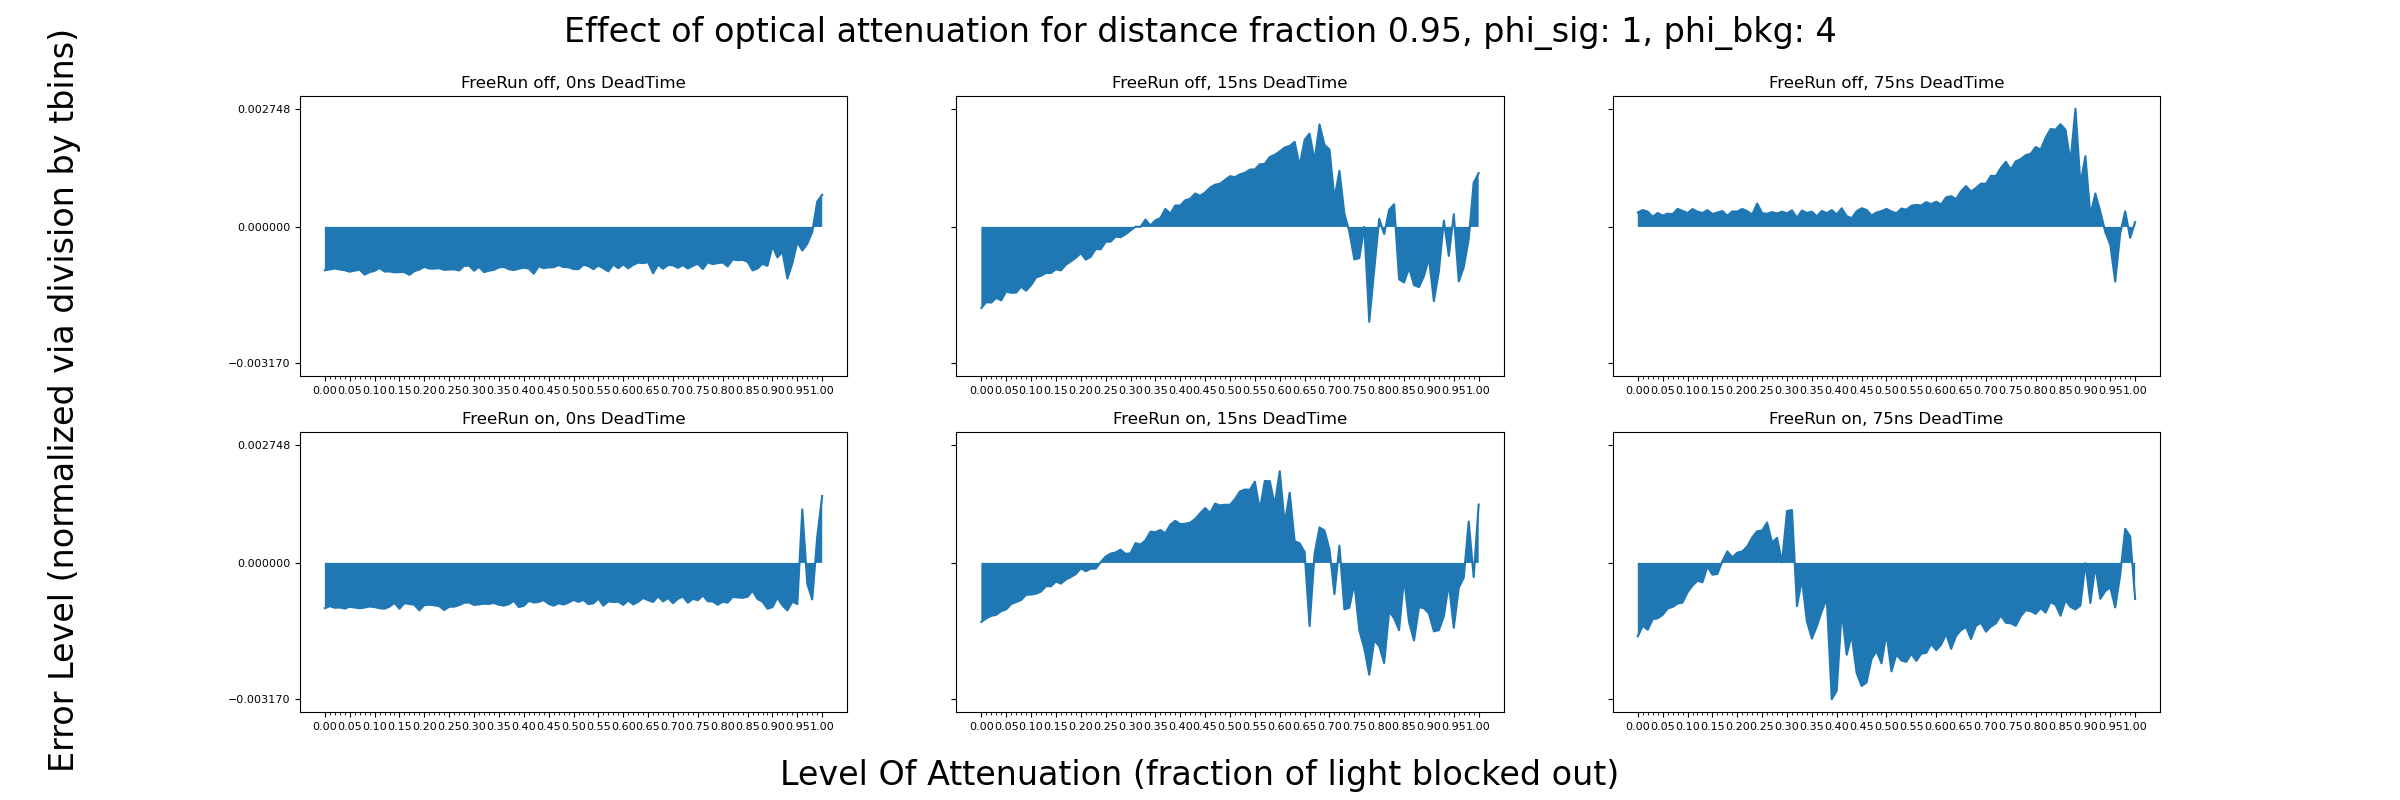 Effect of optical attenuation for distance fraction 0.95, phi_sig: 1, phi_bkg: 4
Error Level (normalized via division by tbins)
FreeRun off, 0ns DeadTime
0.002748
0.000000
−0.003170
0.00 0.05 0.10 0.15 0.20 0.25 0.30 0.35 0.40 0.45 0.50 0.55 0.60 0.65 0.70 0.75 0.80 0.85 0.90 0.95 1.00
FreeRun off, 15ns DeadTime
0.00 0.05 0.10 0.15 0.20 0.25 0.30 0.35 0.40 0.45 0.50 0.55 0.60 0.65 0.70 0.75 0.80 0.85 0.90 0.95 1.00
FreeRun off, 75ns DeadTime
0.00 0.05 0.10 0.15 0.20 0.25 0.30 0.35 0.40 0.45 0.50 0.55 0.60 0.65 0.70 0.75 0.80 0.85 0.90 0.95 1.00
FreeRun on, 0ns DeadTime
0.002748
0.000000
−0.003170
0.00 0.05 0.10 0.15 0.20 0.25 0.30 0.35 0.40 0.45 0.50 0.55 0.60 0.65 0.70 0.75 0.80 0.85 0.90 0.95 1.00
FreeRun on, 15ns DeadTime
0.00 0.05 0.10 0.15 0.20 0.25 0.30 0.35 0.40 0.45 0.50 0.55 0.60 0.65 0.70 0.75 0.80 0.85 0.90 0.95 1.00
FreeRun on, 75ns DeadTime
0.00 0.05 0.10 0.15 0.20 0.25 0.30 0.35 0.40 0.45 0.50 0.55 0.60 0.65 0.70 0.75 0.80 0.85 0.90 0.95 1.00
Level Of Attenuation (fraction of light blocked out)